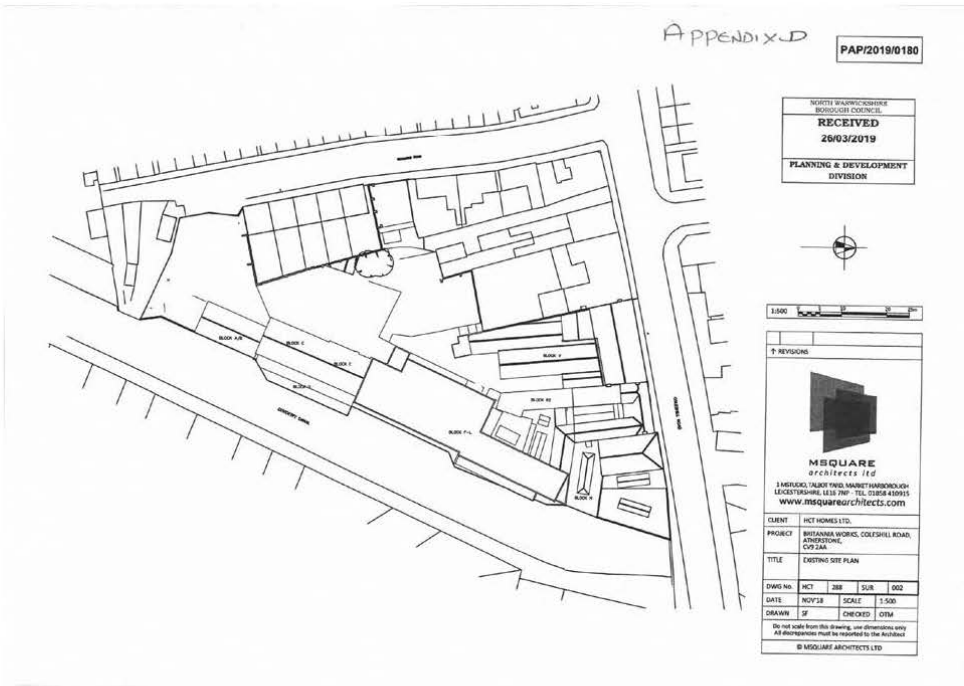 APPENDIX D
PAP/2019/0180
NORTH WARWICKSHIRE
BOROUGH COUNCIL
RECEIVED
26/03/2019
PLANNING & DEVELOPMENT
DIVISION
BLOCK A/B
BLOCK C
BLOCK E
COVENTRY CANAL
BLOCK F-L
BLOCK V
BLOCK N
1:500
↑ REVISIONS
MSQUARE
architects ltd
3 MSTUDIO, TALBOT YARD, MARKET HARBOROUGH
LEICESTERSHIRE, LE16 7NP - TEL. 01858 410915
www.msquarearchitects.com
CLIENT HCT HOMES LTD.
PROJECT BRITANNIA WORKS, COLESHILL ROAD,
ATHERSTONE,
CV9 2AA
TITLE EXISTING SITE PLAN
DWG No. HCT 288 SUR 002
DATE NOV'18 SCALE 1:500
DRAWN SF CHECKED OTM
Do not scale from this drawing, use dimensions only
All discrepancies must be reported to the Architect
© MSQUARE ARCHITECTS LTD